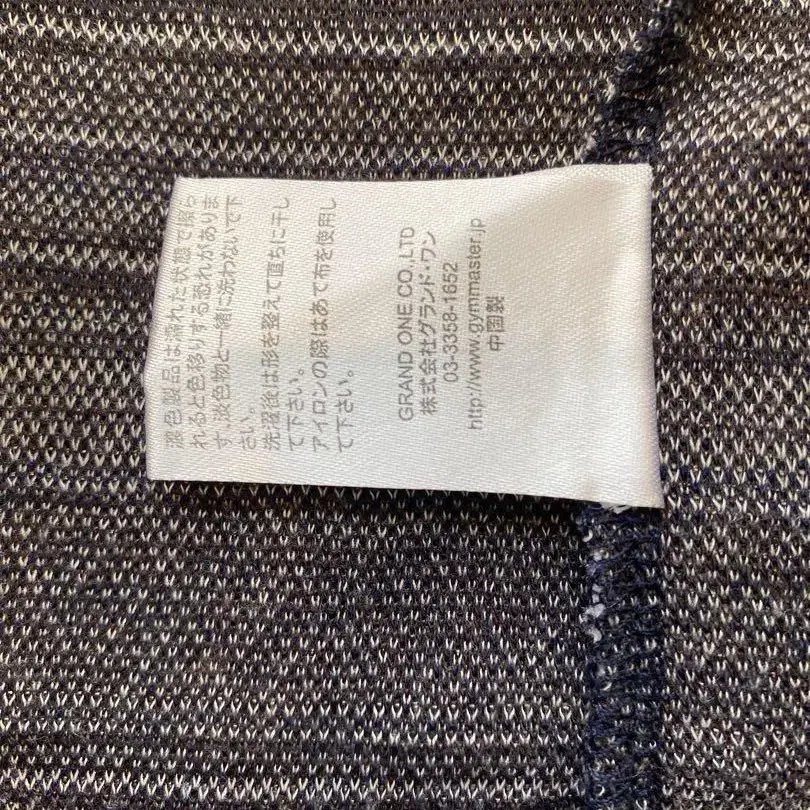 濃色製品は濡れた状態で擦ら
れると色移りする恐れがありま
す、淡色物と一緒に洗わないで下
さい。
洗濯後は形を整えて直ちに干し
て下さい。
アイロンの際はあて布を使用し
て下さい。
GRAND ONE CO.,LTD
株式会社グランド・ワン
03-3358-1652
http://www.gymmaster.jp
中国製